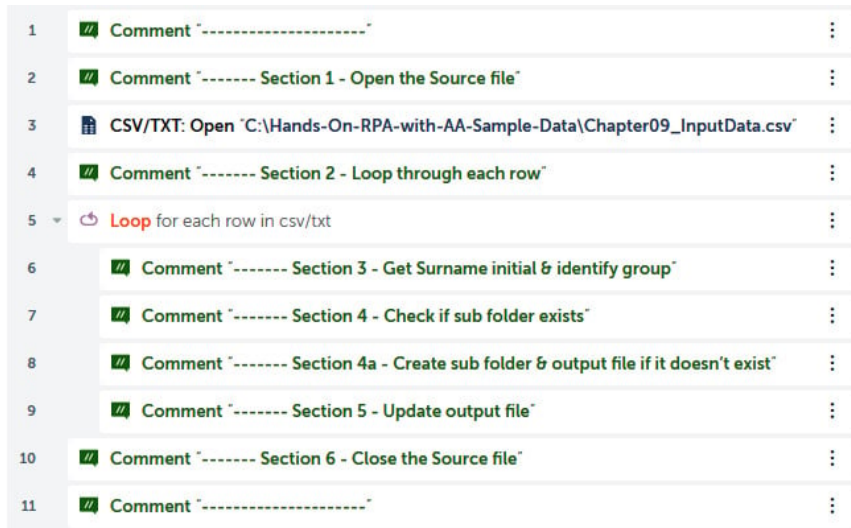 1 Comment "----------------------"
2 Comment "------- Section 1 - Open the Source file"
3 CSV/TXT: Open "C:\Hands-On-RPA-with-AA-Sample-Data\Chapter09_InputData.csv"
4 Comment "------- Section 2 - Loop through each row"
5 Loop for each row in csv/txt
6 Comment "------- Section 3 - Get Surname initial & identify group"
7 Comment "------- Section 4 - Check if sub folder exists"
8 Comment "------- Section 4a - Create sub folder & output file if it doesn't exist"
9 Comment "------- Section 5 - Update output file"
10 Comment "------- Section 6 - Close the Source file"
11 Comment "----------------------"